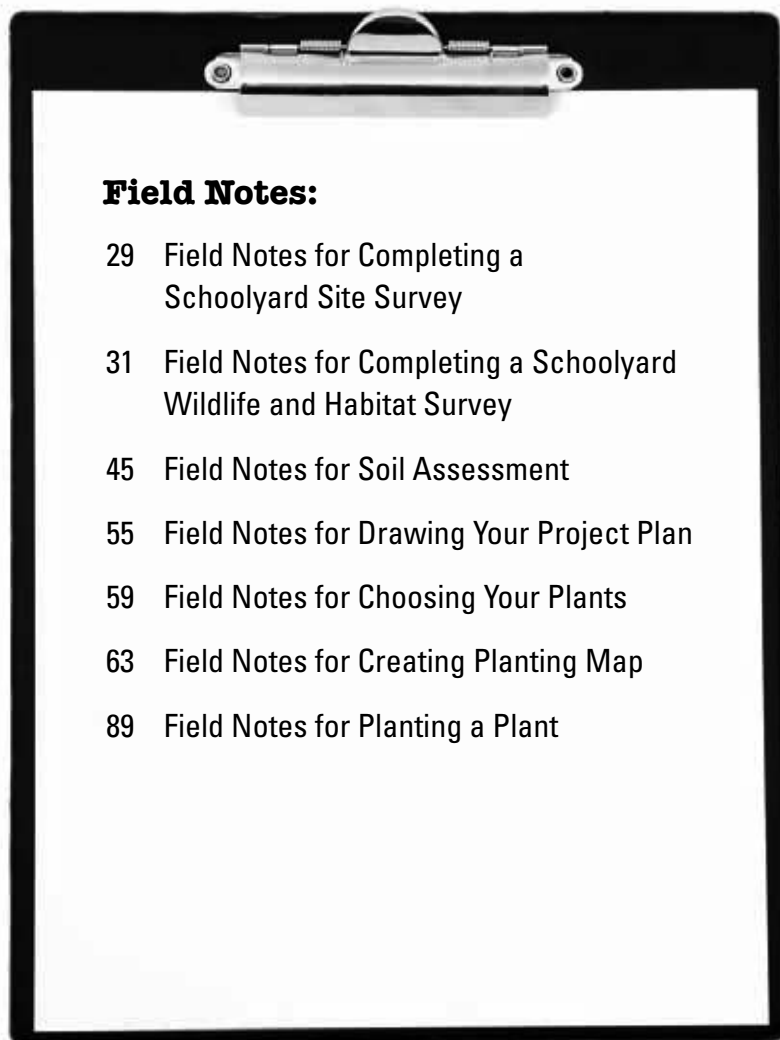 Field Notes:
29 Field Notes for Completing a
Schoolyard Site Survey
31 Field Notes for Completing a Schoolyard
Wildlife and Habitat Survey
45 Field Notes for Soil Assessment
55 Field Notes for Drawing Your Project Plan
59 Field Notes for Choosing Your Plants
63 Field Notes for Creating Planting Map
89 Field Notes for Planting a Plant